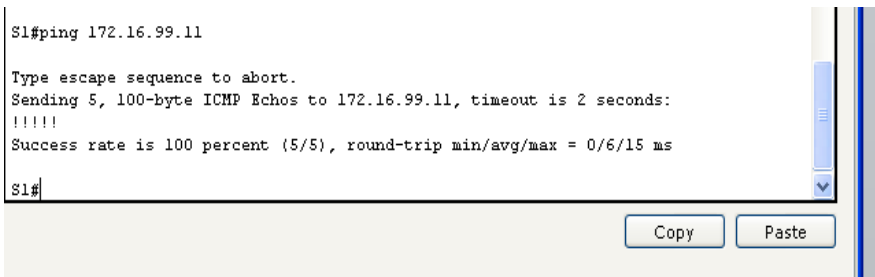 S1#ping 172.16.99.11
Type escape sequence to abort.
Sending 5, 100-byte ICMP Echos to 172.16.99.11, timeout is 2 seconds:
!!!!!
Success rate is 100 percent (5/5), round-trip min/avg/max = 0/6/15 ms
S1#
Copy Paste